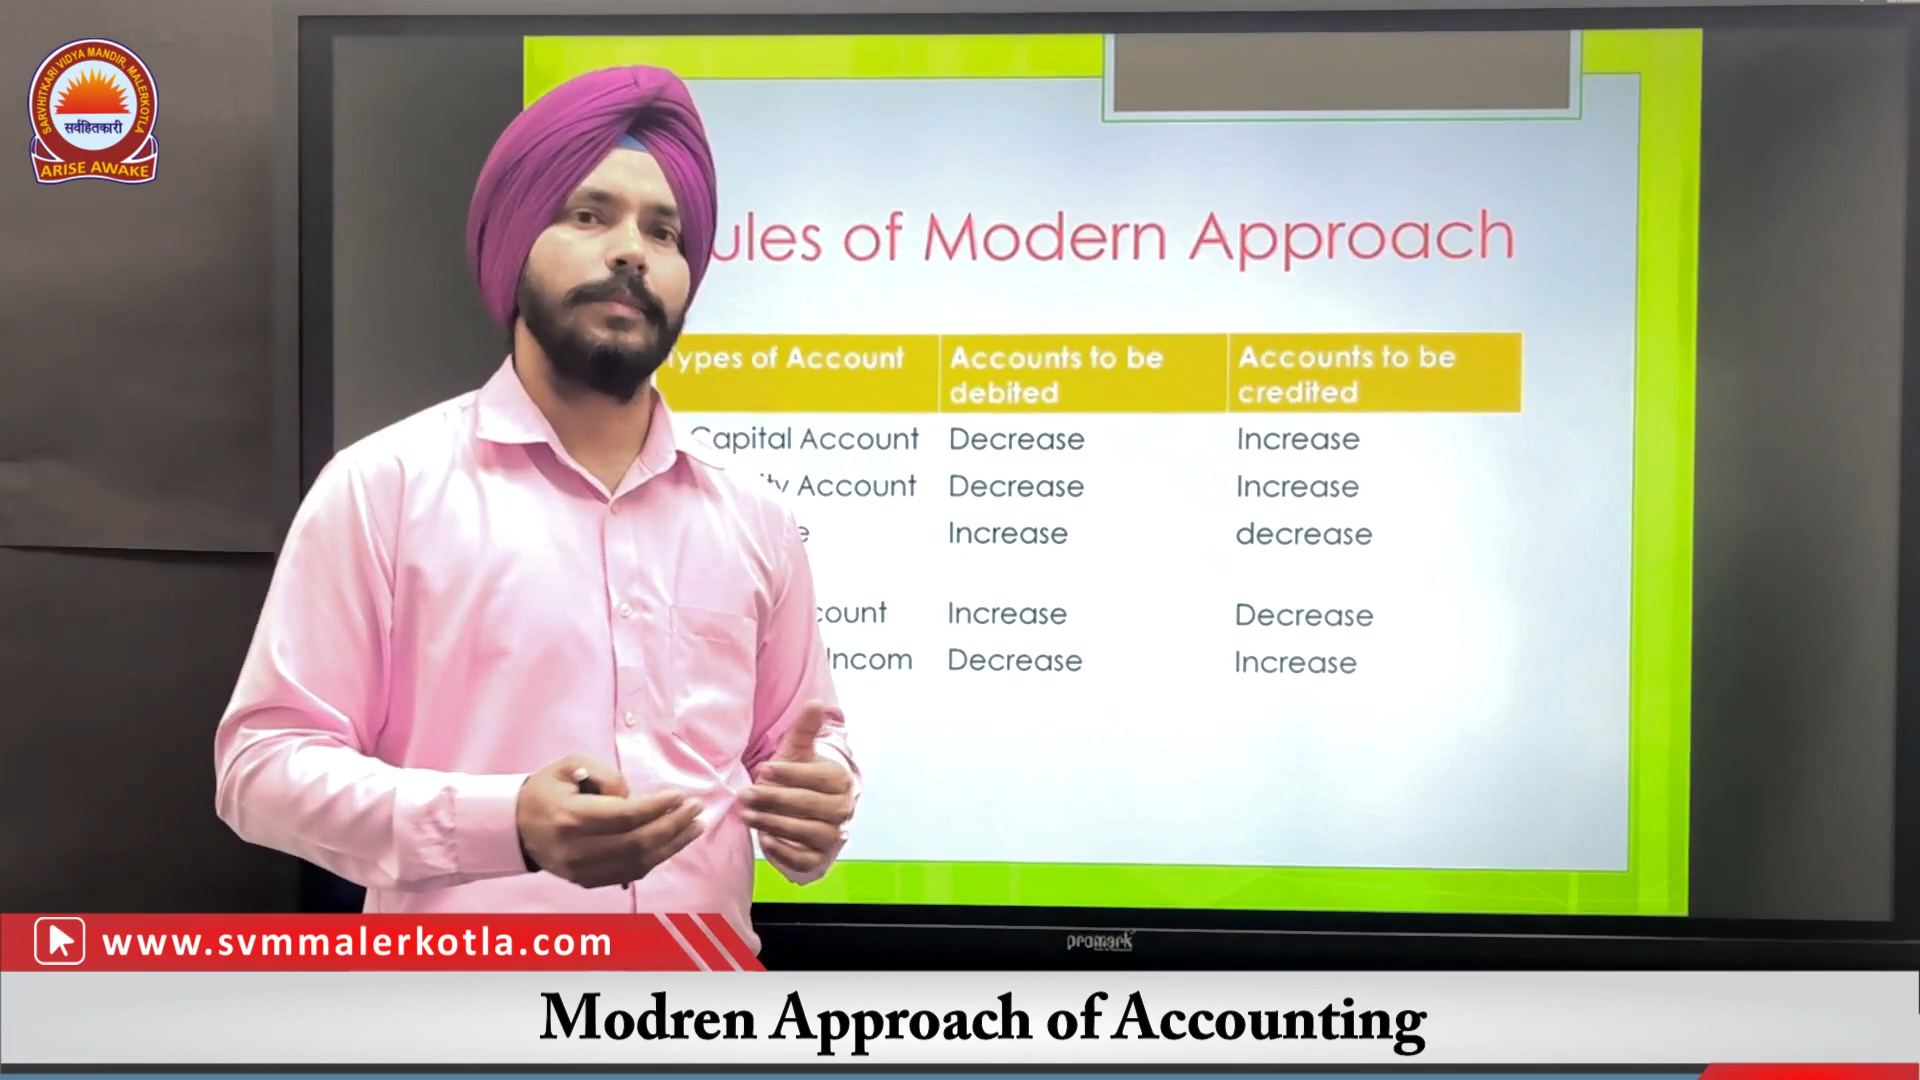 SARVHITKARI VIDYA MANDIR, MALERKOTLA
सर्वहितकारी
ARISE AWAKE
ules of Modern Approach
ypes of Account
Accounts to be debited
Accounts to be credited
Capital Account Decrease Increase
ity Account Decrease Increase
e Increase decrease
count Increase Decrease
Incom Decrease Increase
promark
www.svmmalerkotla.com
Modren Approach of Accounting